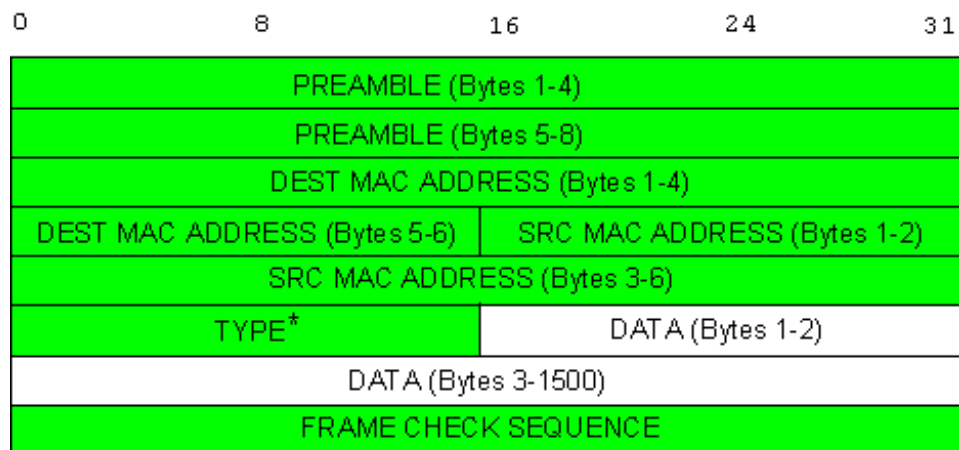 0 8 16 24 31
PREAMBLE (Bytes 1-4)
PREAMBLE (Bytes 5-8)
DEST MAC ADDRESS (Bytes 1-4)
DEST MAC ADDRESS (Bytes 5-6) SRC MAC ADDRESS (Bytes 1-2)
SRC MAC ADDRESS (Bytes 3-6)
TYPE* DATA (Bytes 1-2)
DATA (Bytes 3-1500)
FRAME CHECK SEQUENCE